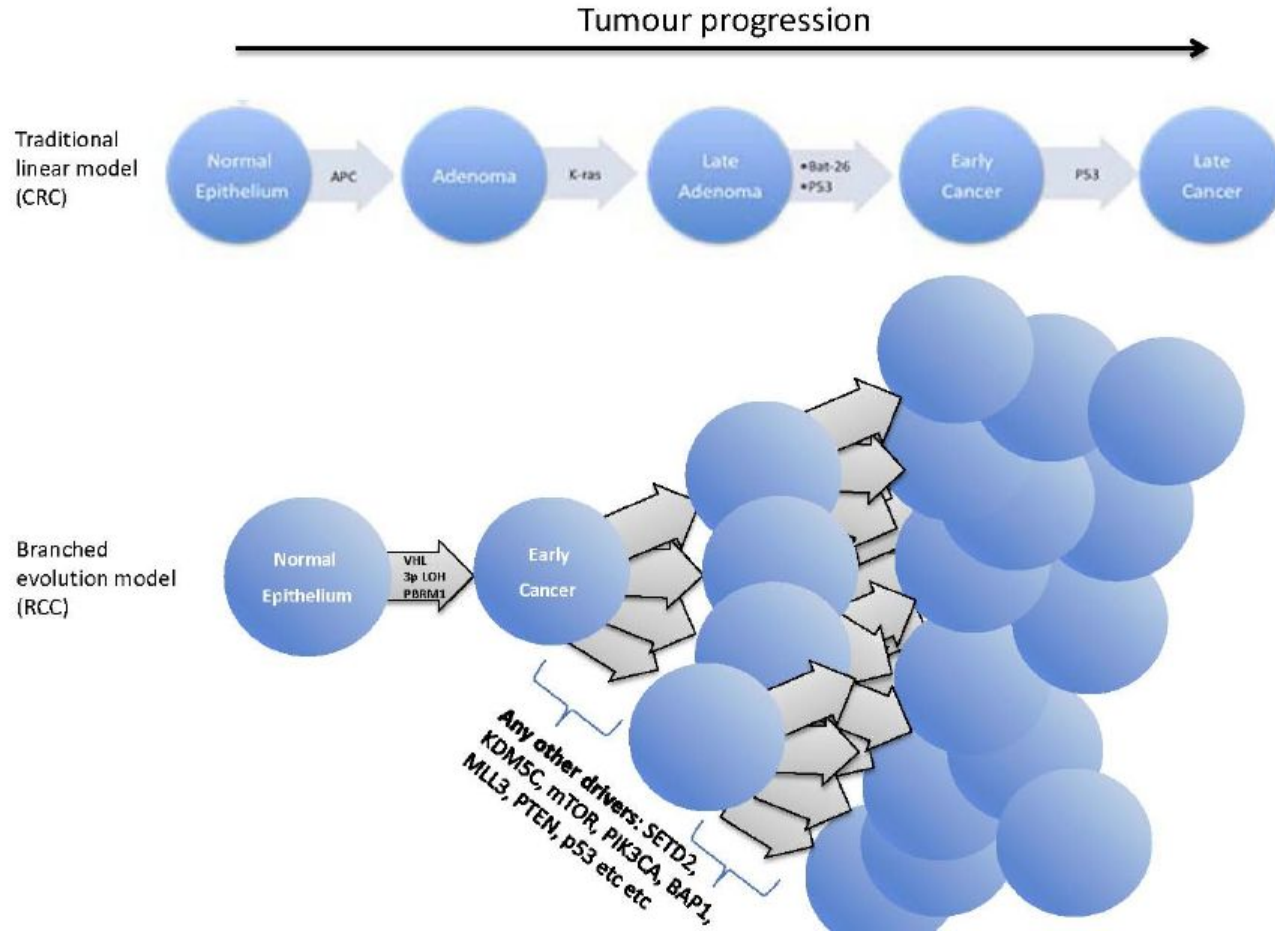 Tumour progression
Traditional
linear model
(CRC)
Normal
Epithelium
APC
Adenoma
K-ras
Late
Adenoma
•Bat-26
•P53
Early
Cancer
P53
Late
Cancer
Branched
evolution model
(RCC)
Normal
Epithelium
VHL
3p LOH
PBRM1
Early
Cancer
Any other drivers: SETD2,
KDM5C, mTOR, PIK3CA, BAP1,
MLL3, PTEN, p53 etc etc